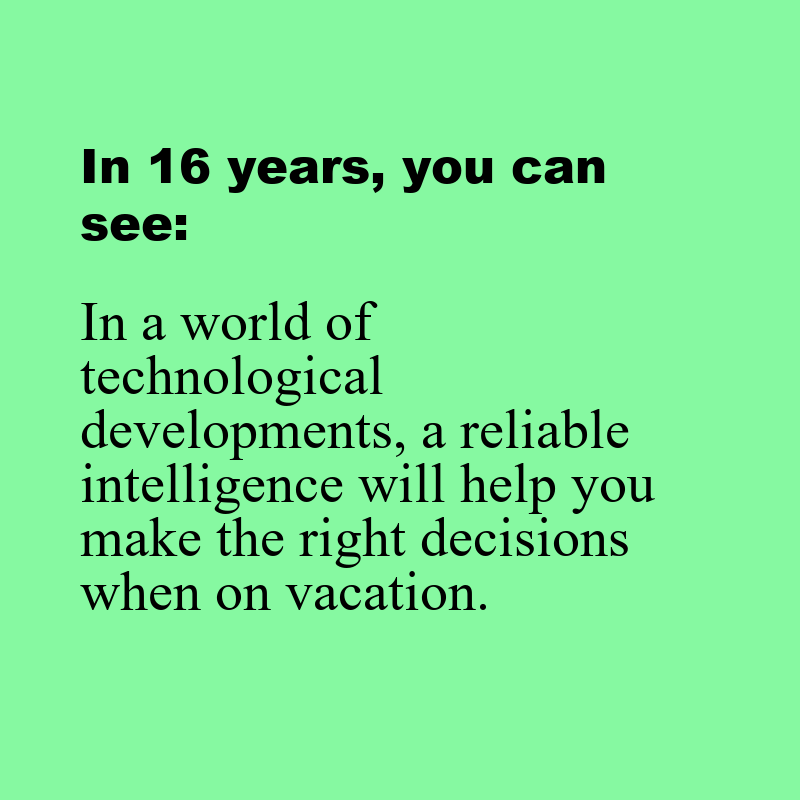 In 16 years, you can
see:
In a world of
technological
developments, a reliable
intelligence will help you
make the right decisions
when on vacation.